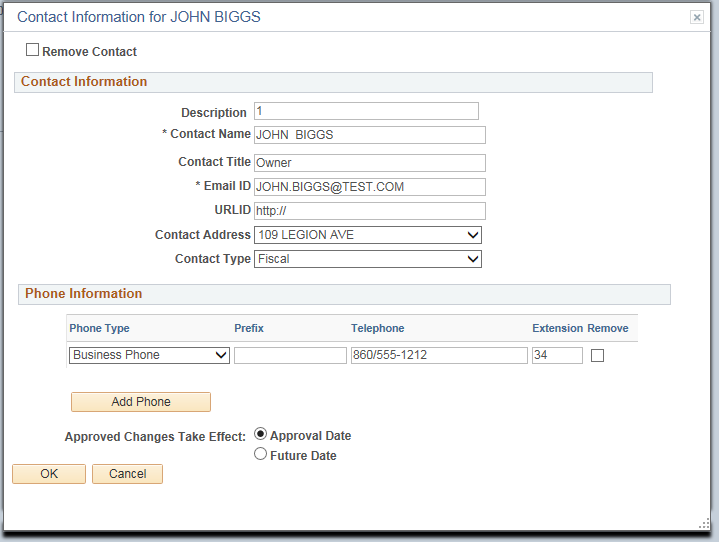 Contact Information for JOHN BIGGS
Remove Contact
Contact Information
Description 1
* Contact Name JOHN  BIGGS
Contact Title Owner
* Email ID JOHN.BIGGS@TEST.COM
URLID http://
Contact Address 109 LEGION AVE
Contact Type Fiscal
Phone Information
Phone Type Prefix Telephone Extension Remove
Business Phone 860/555-1212 34
Add Phone
Approved Changes Take Effect: Approval Date
Future Date
OK Cancel